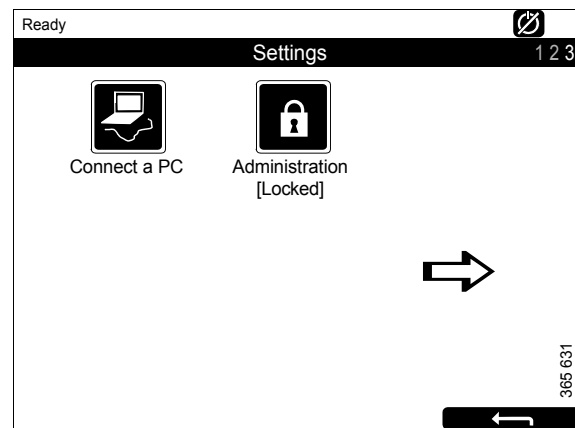 Ready
Settings
1 2 3
Connect a PC
Administration
[Locked]
365 631